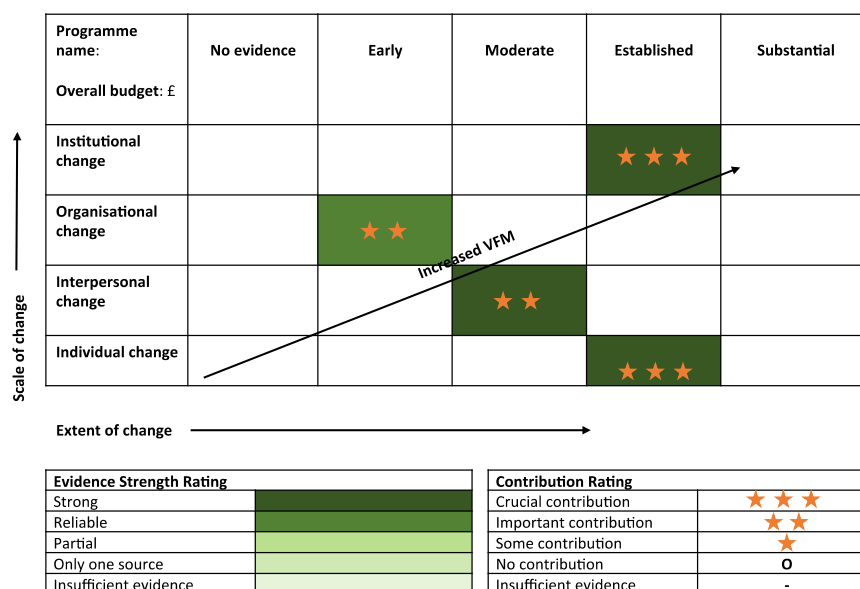 Programme
name:
Overall budget: £
No evidence
Early
Moderate
Established
Substantial
Institutional
change
Organisational
change
Increased VFM
Interpersonal
change
Individual change
Scale of change
Extent of change
Evidence Strength Rating
Strong
Reliable
Partial
Only one source
Insufficient evidence
Contribution Rating
Crucial contribution
Important contribution
Some contribution
No contribution O
Insufficient evidence -